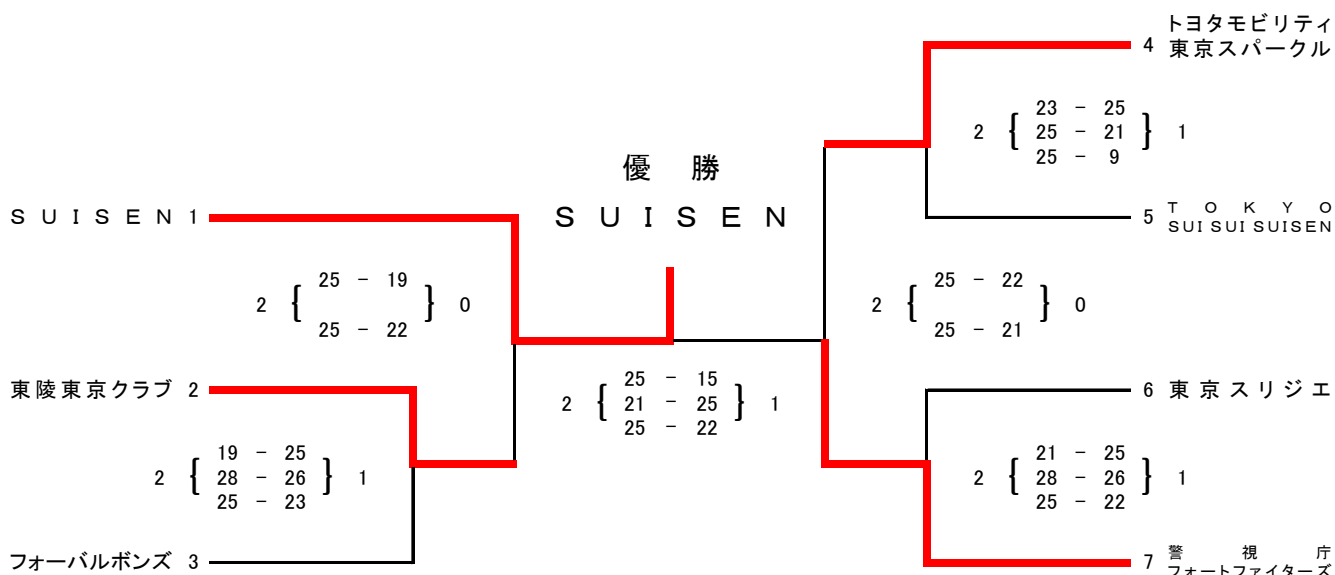 トヨタモビリティ
4 東京スパークル
23 - 25
2 { 25 - 21 } 1
25 - 9
優 勝
SUISEN
SUISEN 1
5 TOKYO
SUISUISUISEN
25 - 19
2 { } 0
25 - 22
25 - 22
2 { } 0
25 - 21
25 - 15
2 { 21 - 25 } 1
25 - 22
東陵東京クラブ 2
6 東京スリジエ
19 - 25
2 { 28 - 26 } 1
25 - 23
21 - 25
2 { 28 - 26 } 1
25 - 22
フォーバルボンズ 3
7 警視庁
フォートファイターズ